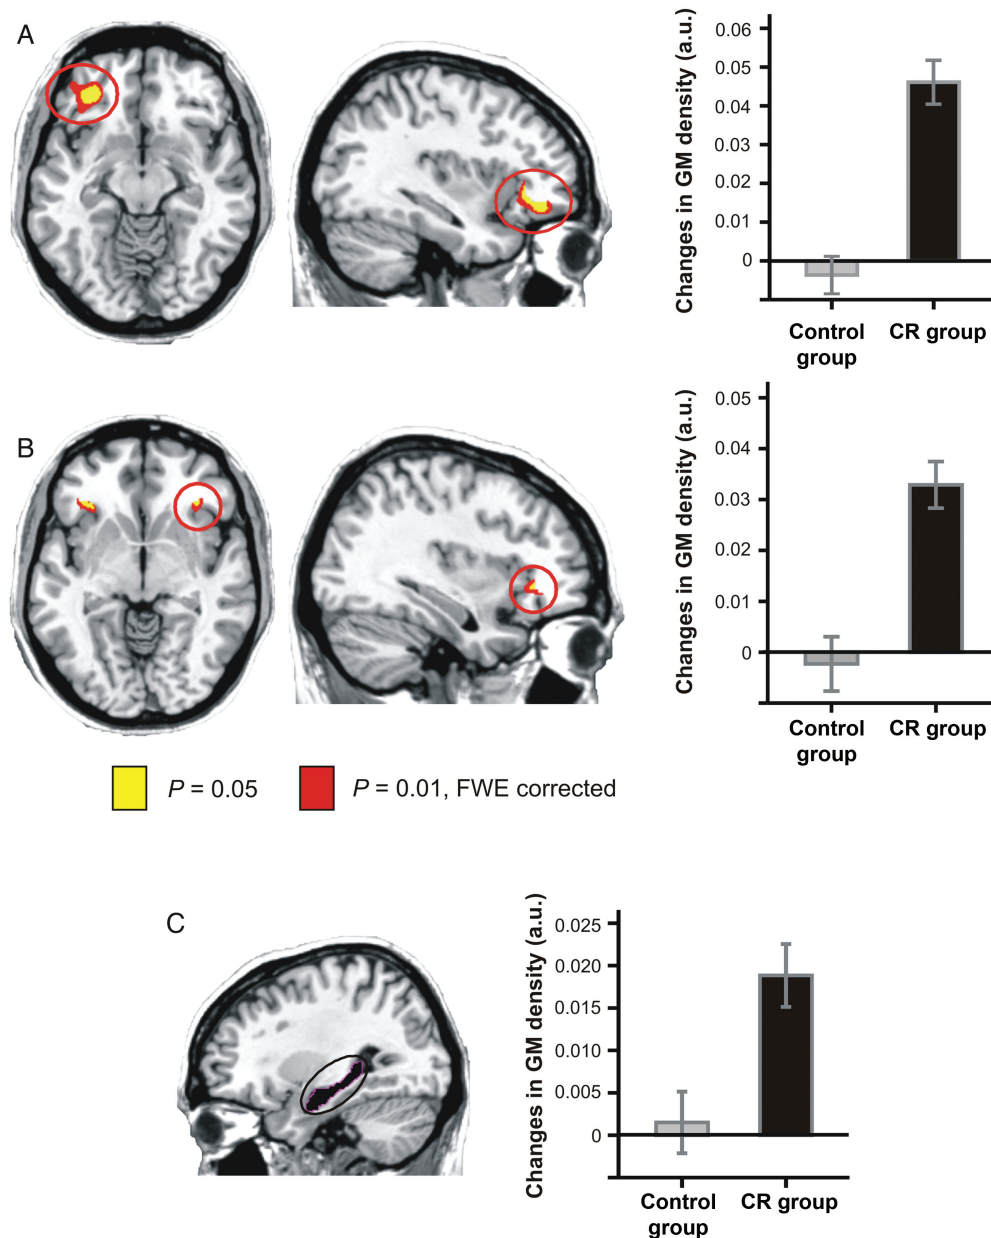 A
Changes in GM density (a.u.)
0.06
0.05
0.04
0.03
0.02
0.01
0
Control group
CR group
B
Changes in GM density (a.u.)
0.05
0.04
0.03
0.02
0.01
0
Control group
CR group
P = 0.05
P = 0.01, FWE corrected
C
Changes in GM density (a.u.)
0.025
0.020
0.015
0.010
0.005
0
Control group
CR group